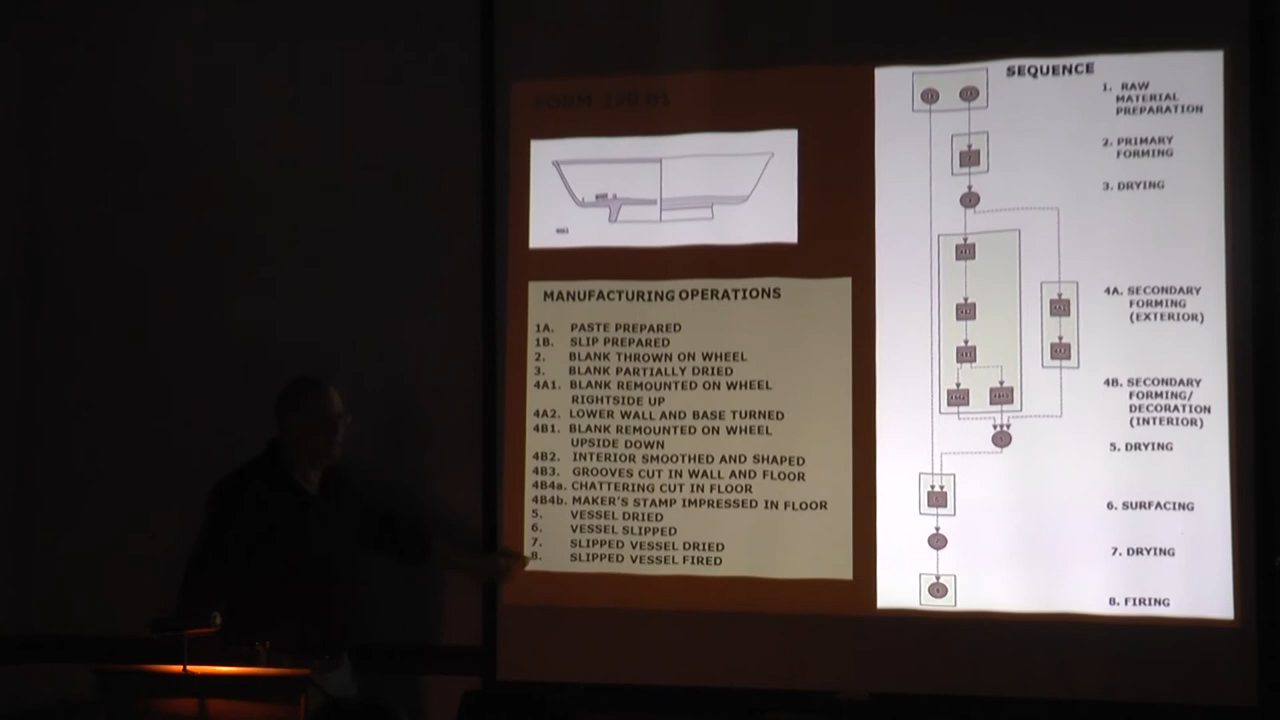 MANUFACTURING OPERATIONS
1A. PASTE PREPARED
1B. SLIP PREPARED
2. BLANK THROWN ON WHEEL
3. BLANK PARTIALLY DRIED
4A1. BLANK REMOUNTED ON WHEEL
RIGHTSIDE UP
4A2. LOWER WALL AND BASE TURNED
4B1. BLANK REMOUNTED ON WHEEL
UPSIDE DOWN
4B2. INTERIOR SMOOTHED AND SHAPED
4B3. GROOVES CUT IN WALL AND FLOOR
4B4a. CHATTERING CUT IN FLOOR
4B4b. MAKER'S STAMP IMPRESSED IN FLOOR
5. VESSEL DRIED
6. VESSEL SLIPPED
7. SLIPPED VESSEL DRIED
8. SLIPPED VESSEL FIRED
SEQUENCE
1. RAW
MATERIAL
PREPARATION
2. PRIMARY
FORMING
3. DRYING
4A. SECONDARY
FORMING
(EXTERIOR)
4B. SECONDARY
FORMING/
DECORATION
(INTERIOR)
5. DRYING
6. SURFACING
7. DRYING
8. FIRING